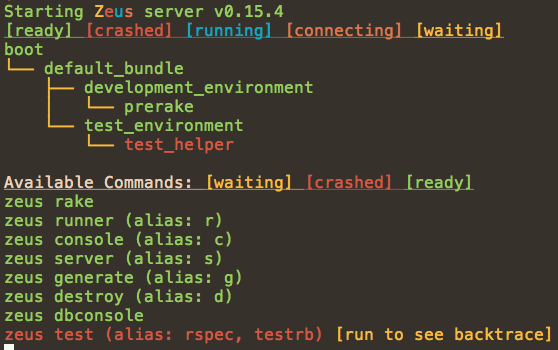 Starting Zeus server v0.15.4
[ready] [crashed] [running] [connecting] [waiting]
boot
└── default_bundle
    ├── development_environment
    │   └── prerake
    └── test_environment
        └── test_helper

Available Commands: [waiting] [crashed] [ready]
zeus rake
zeus runner (alias: r)
zeus console (alias: c)
zeus server (alias: s)
zeus generate (alias: g)
zeus destroy (alias: d)
zeus dbconsole
zeus test (alias: rspec, testrb) [run to see backtrace]